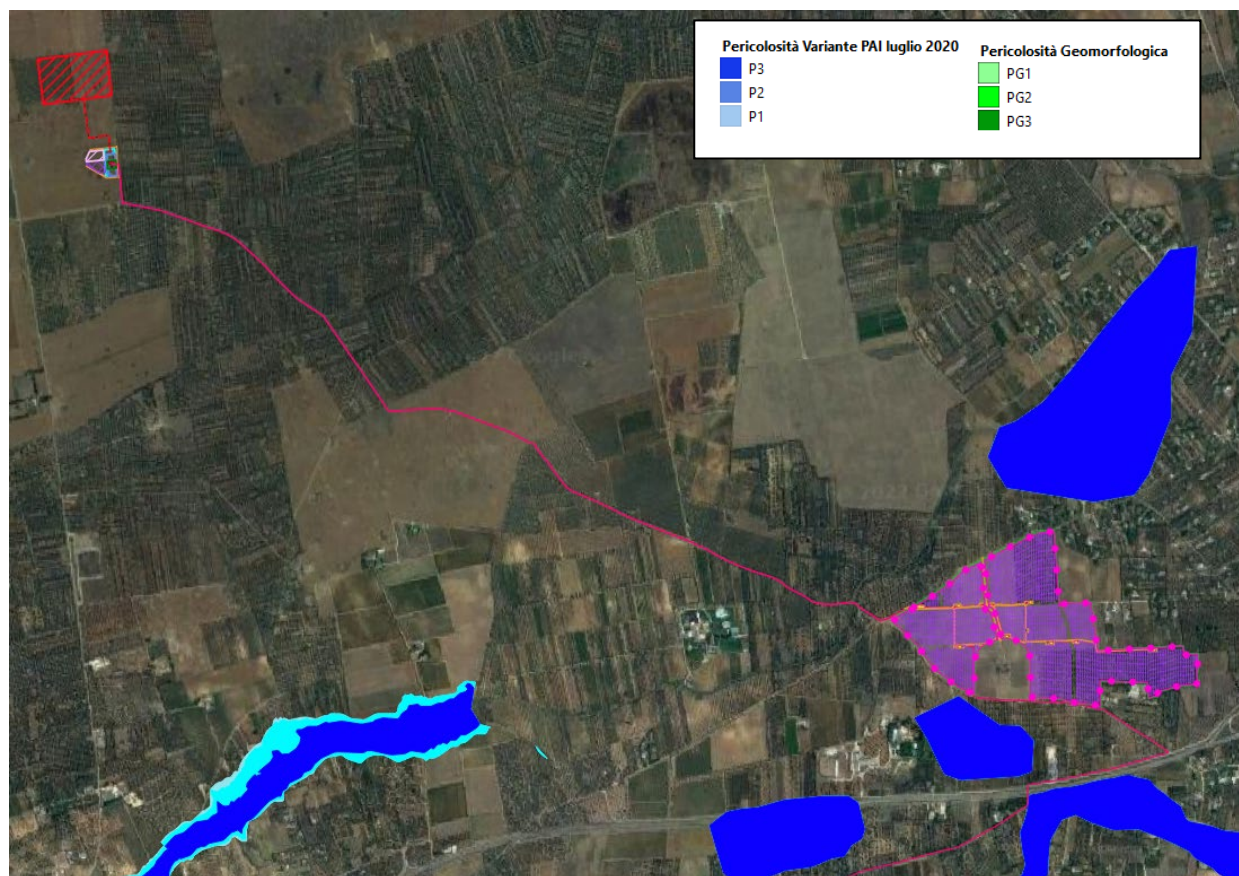 Pericolosità Variante PAI luglio 2020
P3
P2
P1
Pericolosità Geomorfologica
PG1
PG2
PG3